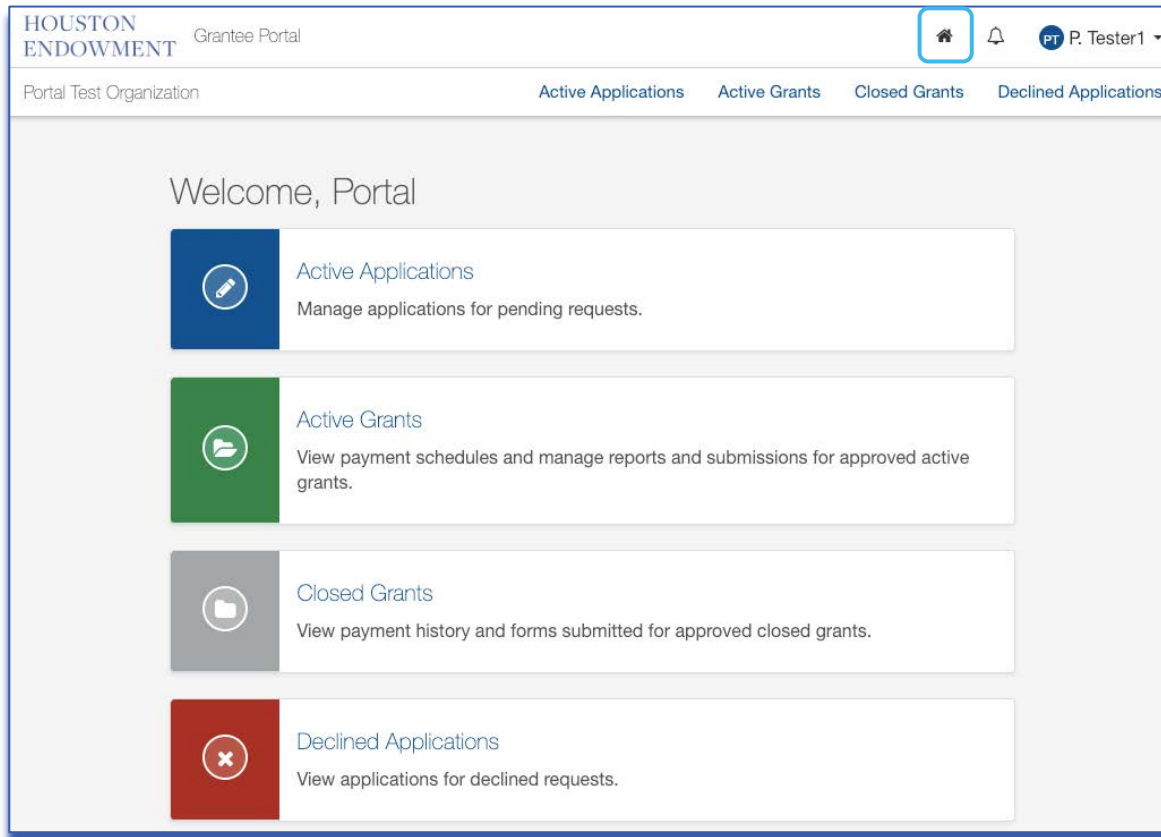 HOUSTON
ENDOWMENT
Grantee Portal
PT P. Tester1
Portal Test Organization
Active Applications Active Grants Closed Grants Declined Applications
Welcome, Portal
Active Applications
Manage applications for pending requests.
Active Grants
View payment schedules and manage reports and submissions for approved active
grants.
Closed Grants
View payment history and forms submitted for approved closed grants.
Declined Applications
View applications for declined requests.